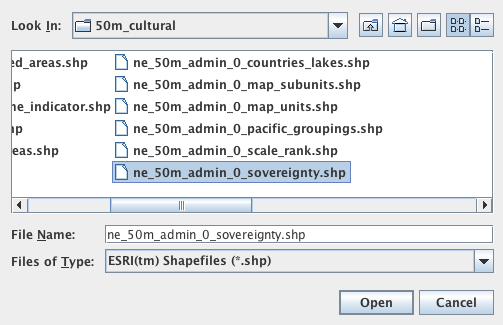 Look In: 50m_cultural
ed_areas.shp ne_50m_admin_0_countries_lakes.shp
p ne_50m_admin_0_map_subunits.shp
ne_indicator.shp ne_50m_admin_0_map_units.shp
np ne_50m_admin_0_pacific_groupings.shp
eas.shp ne_50m_admin_0_scale_rank.shp
ne_50m_admin_0_sovereignty.shp
File Name: ne_50m_admin_0_sovereignty.shp
Files of Type: ESRI(tm) Shapefiles (*.shp)
Open Cancel